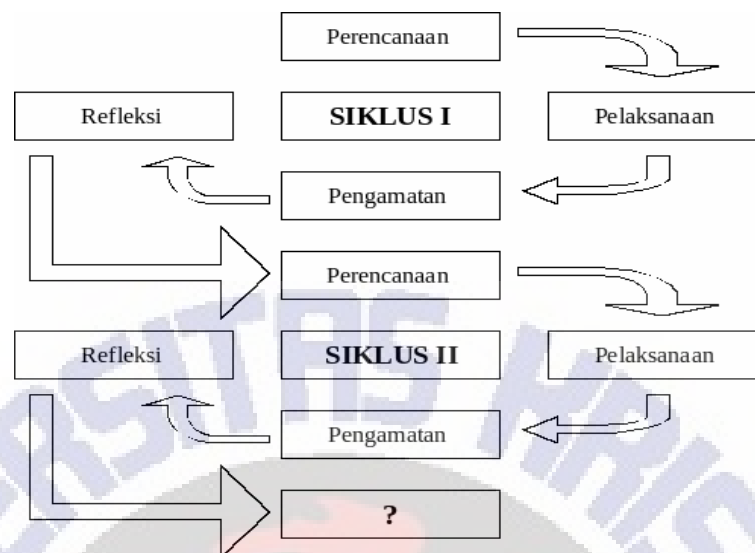 Perencanaan
Refleksi SIKLUS I Pelaksanaan
Pengamatan
Perencanaan
Refleksi SIKLUS II Pelaksanaan
Pengamatan
?